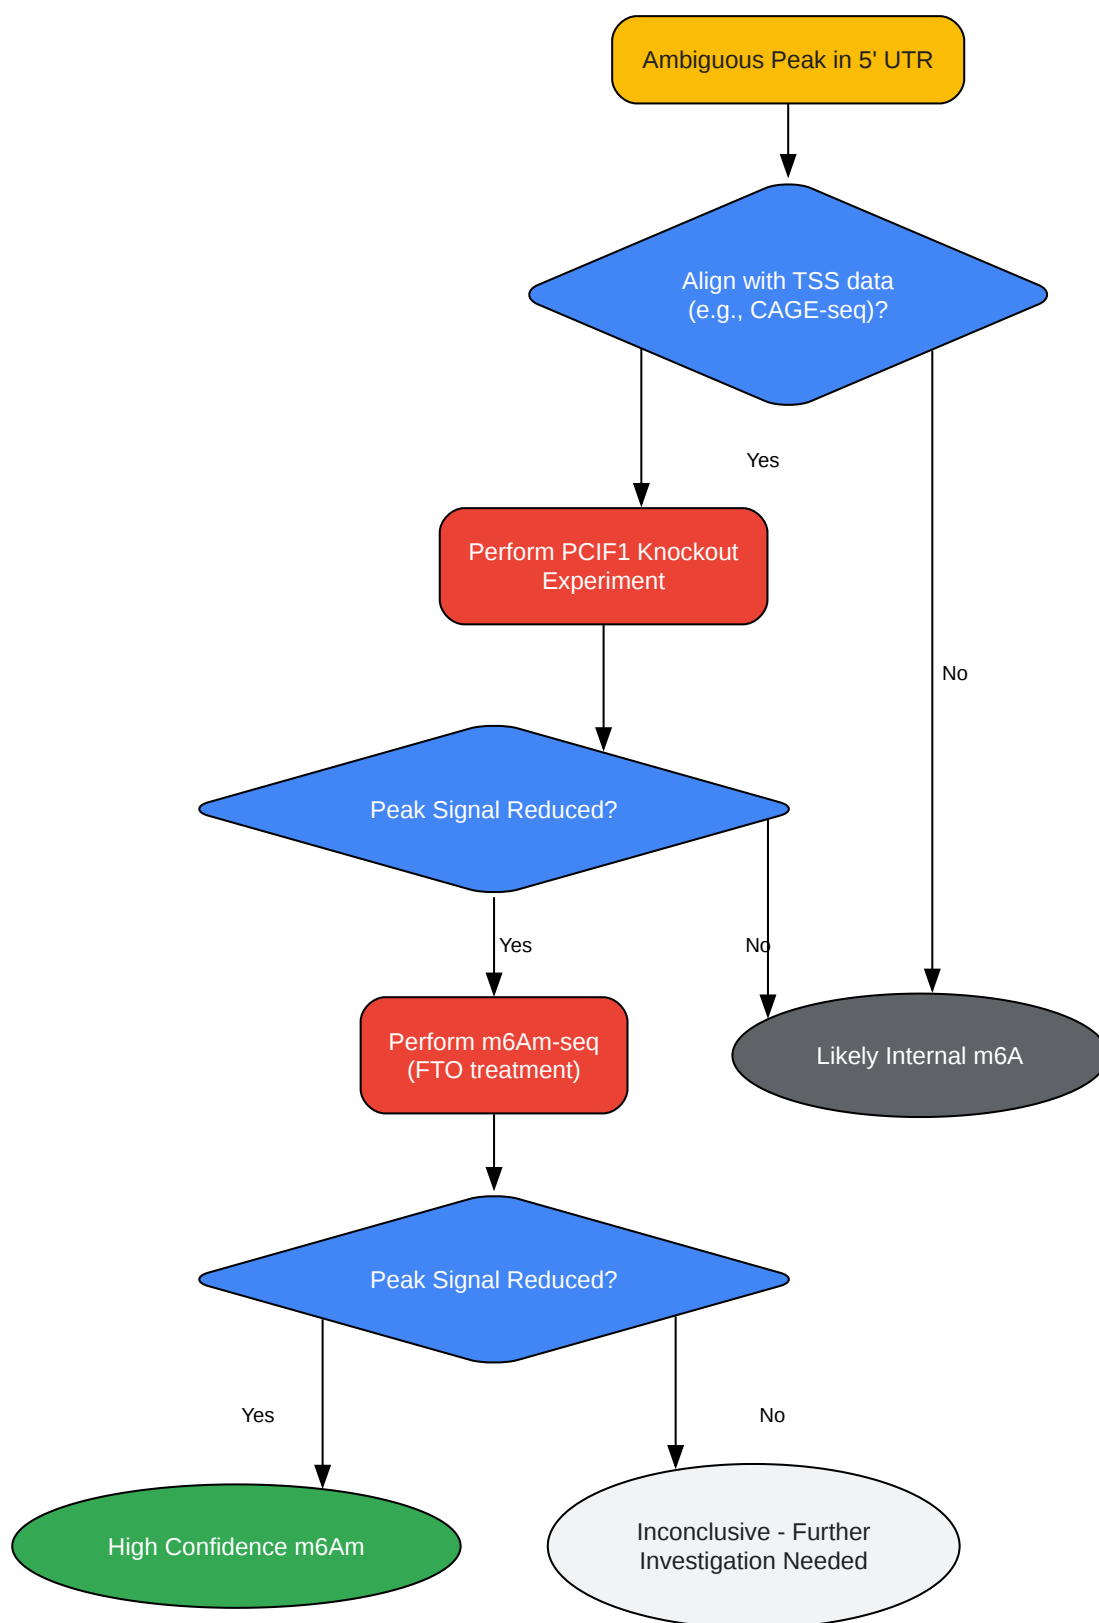 Ambiguous Peak in 5' UTR
Align with TSS data
(e.g., CAGE-seq)?
Yes
Perform PCIF1 Knockout
Experiment
No
Peak Signal Reduced?
Yes
No
Perform m6Am-seq
(FTO treatment)
Likely Internal m6A
Peak Signal Reduced?
Yes
No
High Confidence m6Am
Inconclusive - Further
Investigation Needed